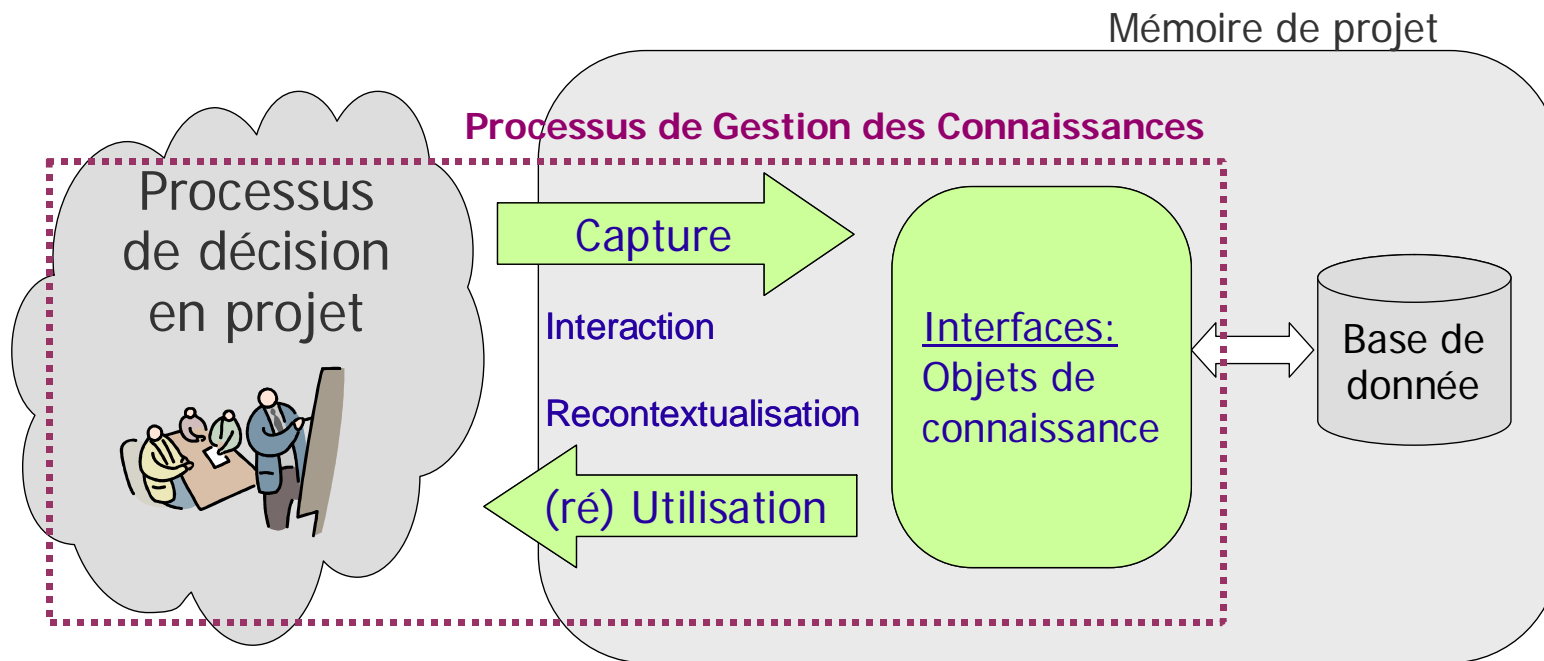 Mémoire de projet
Processus de Gestion des Connaissances
Processus
de décision
en projet
Capture
Interaction
Recontextualisation
(ré) Utilisation
Interfaces:
Objets de
connaissance
Base de
donnée